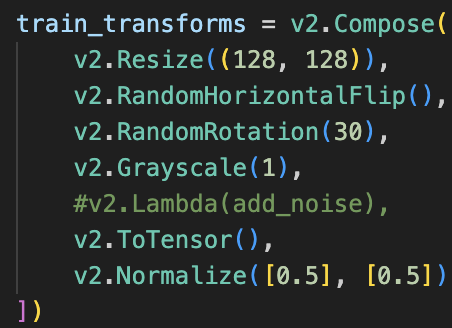 train_transforms = v2.Compose(
    v2.Resize((128, 128)),
    v2.RandomHorizontalFlip(),
    v2.RandomRotation(30),
    v2.Grayscale(1),
    #v2.Lambda(add_noise),
    v2.ToTensor(),
    v2.Normalize([0.5], [0.5])
])